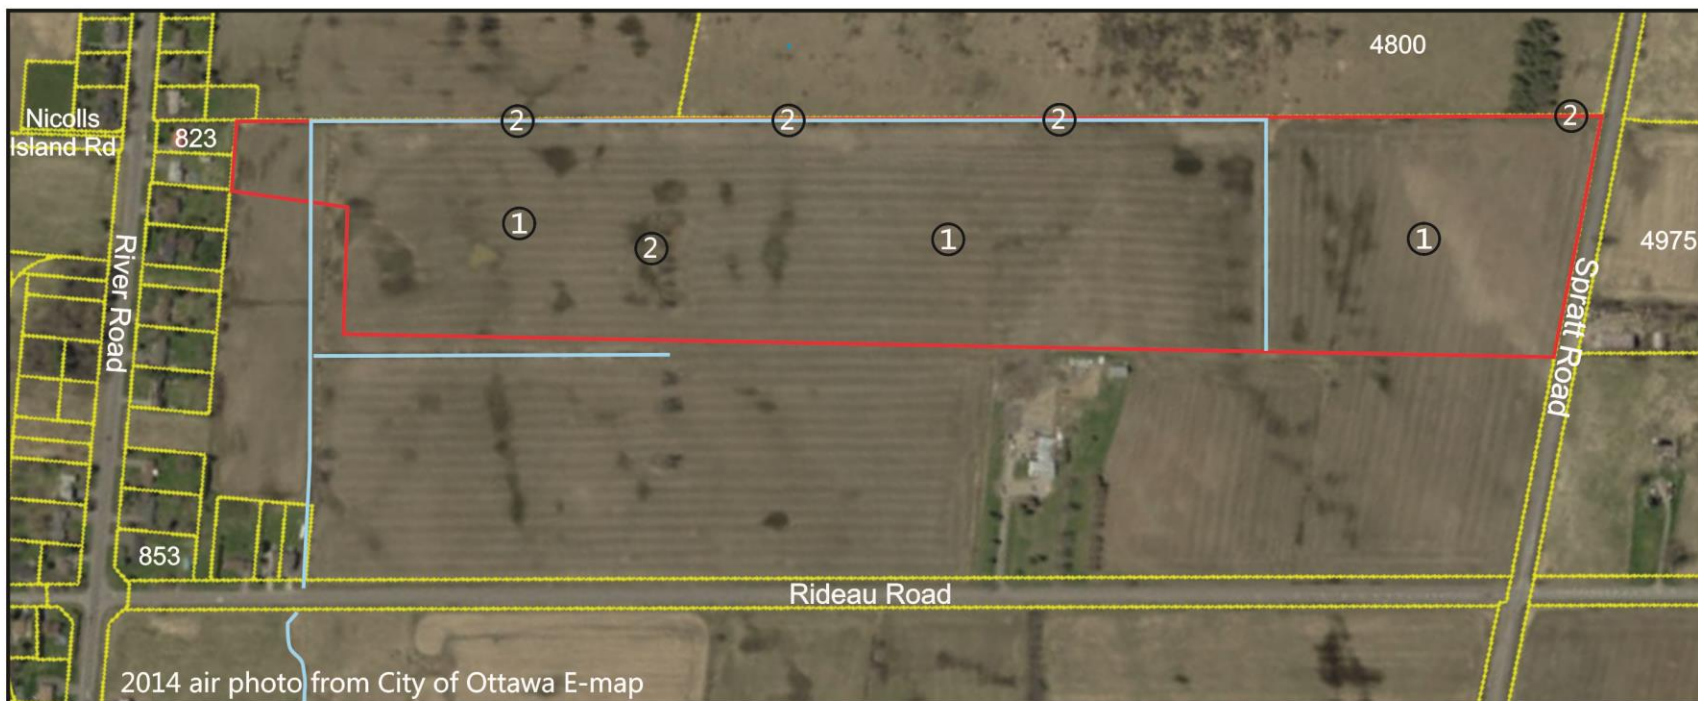 4800
2
2
2
2
Nicolls
Island Rd
823
1
2
1
1
4975
River Road
Spratt Road
853
Rideau Road
2014 air photo from City of Ottawa E-map